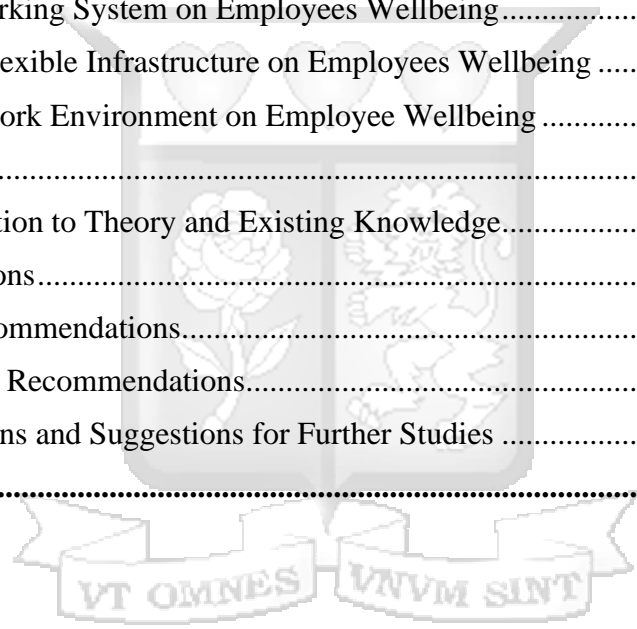 rking System on Employees Wellbeing..................
exible Infrastructure on Employees Wellbeing .....
ork Environment on Employee Wellbeing.............
....................................................................................
tion to Theory and Existing Knowledge..................
ons................................................................................
ommendations.........................................................
Recommendations................................................
ns and Suggestions for Further Studies .................
....................................................................................
VT OMNES VNVM SINT